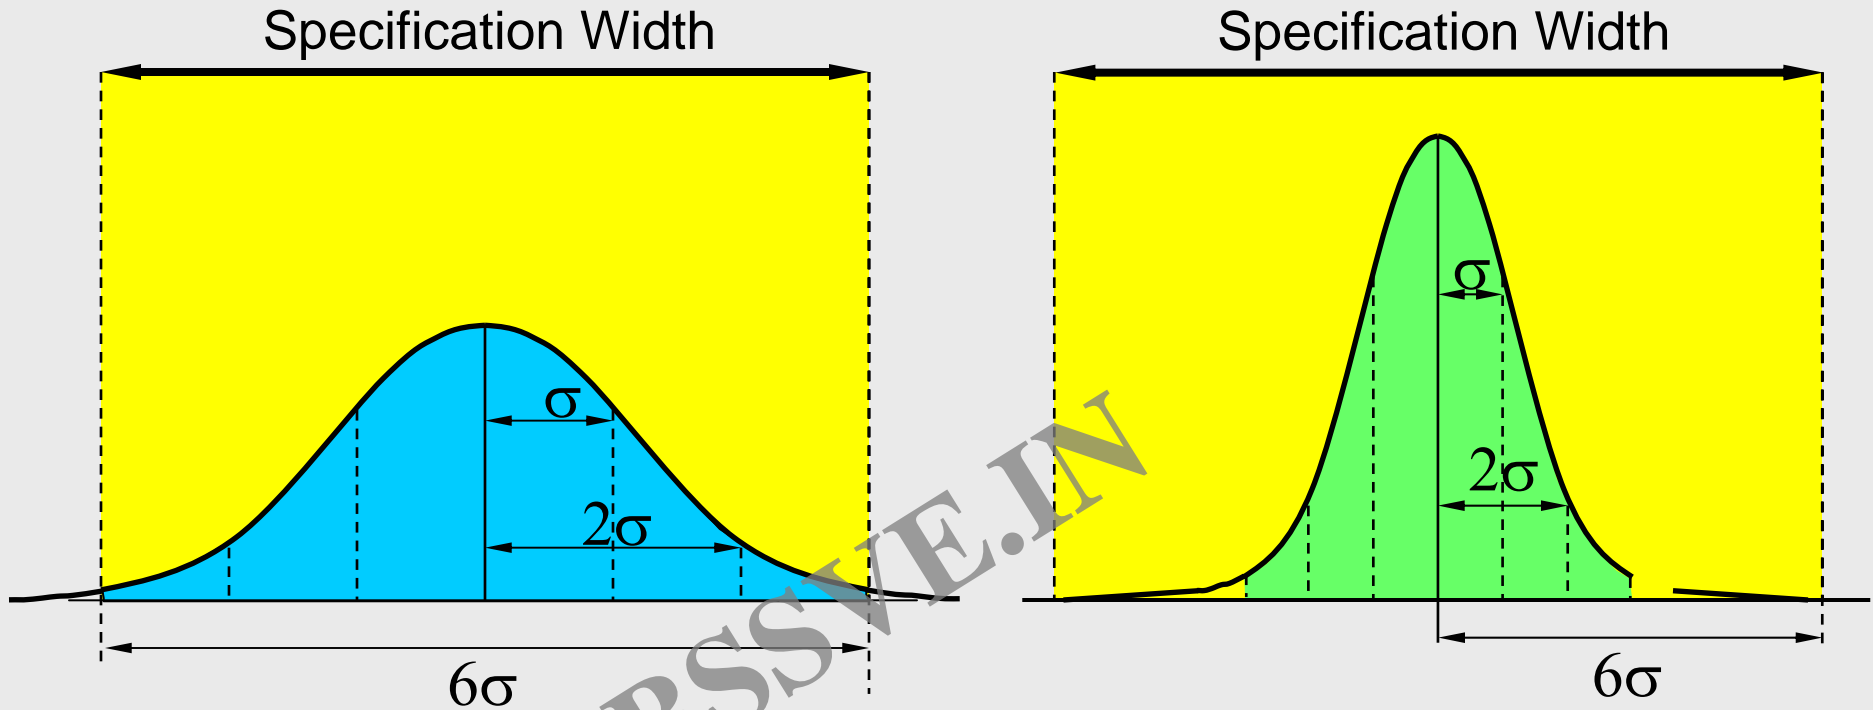 Specification Width
σ
2σ
6σ
Specification Width
σ
2σ
6σ
RSSVE.IN